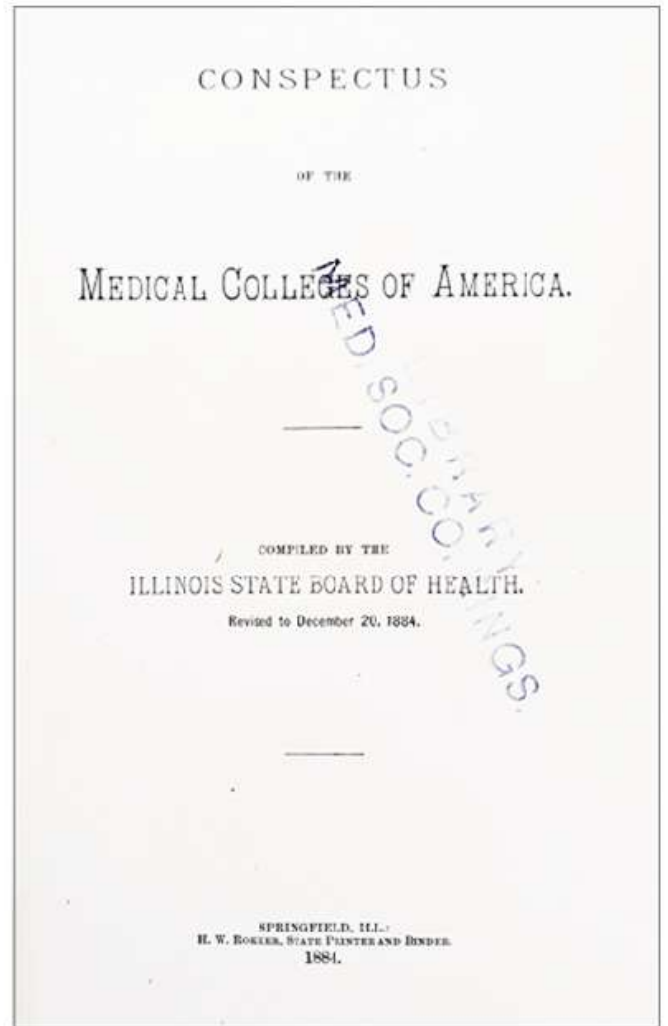 CONSPECTUS
OF THE
MEDICAL COLLEGES OF AMERICA.
LIBRARY
MED. SOC. CO. KINGS.
COMPILED BY THE
ILLINOIS STATE BOARD OF HEALTH.
Revised to December 20, 1884.
SPRINGFIELD, ILL.:
H. W. ROKKER, STATE PRINTER AND BINDER.
1884.